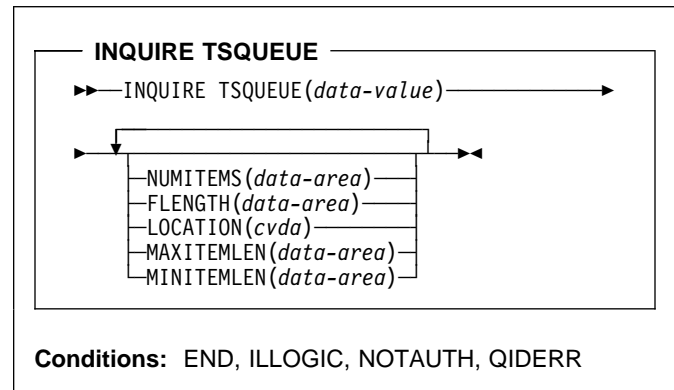 INQUIRE TSQUEUE
INQUIRE TSQUEUE(data-value)
NUMITEMS(data-area)
FLENGTH(data-area)
LOCATION(cvda)
MAXITEMLEN(data-area)
MINITEMLEN(data-area)
Conditions: END, ILLOGIC, NOTAUTH, QIDERR